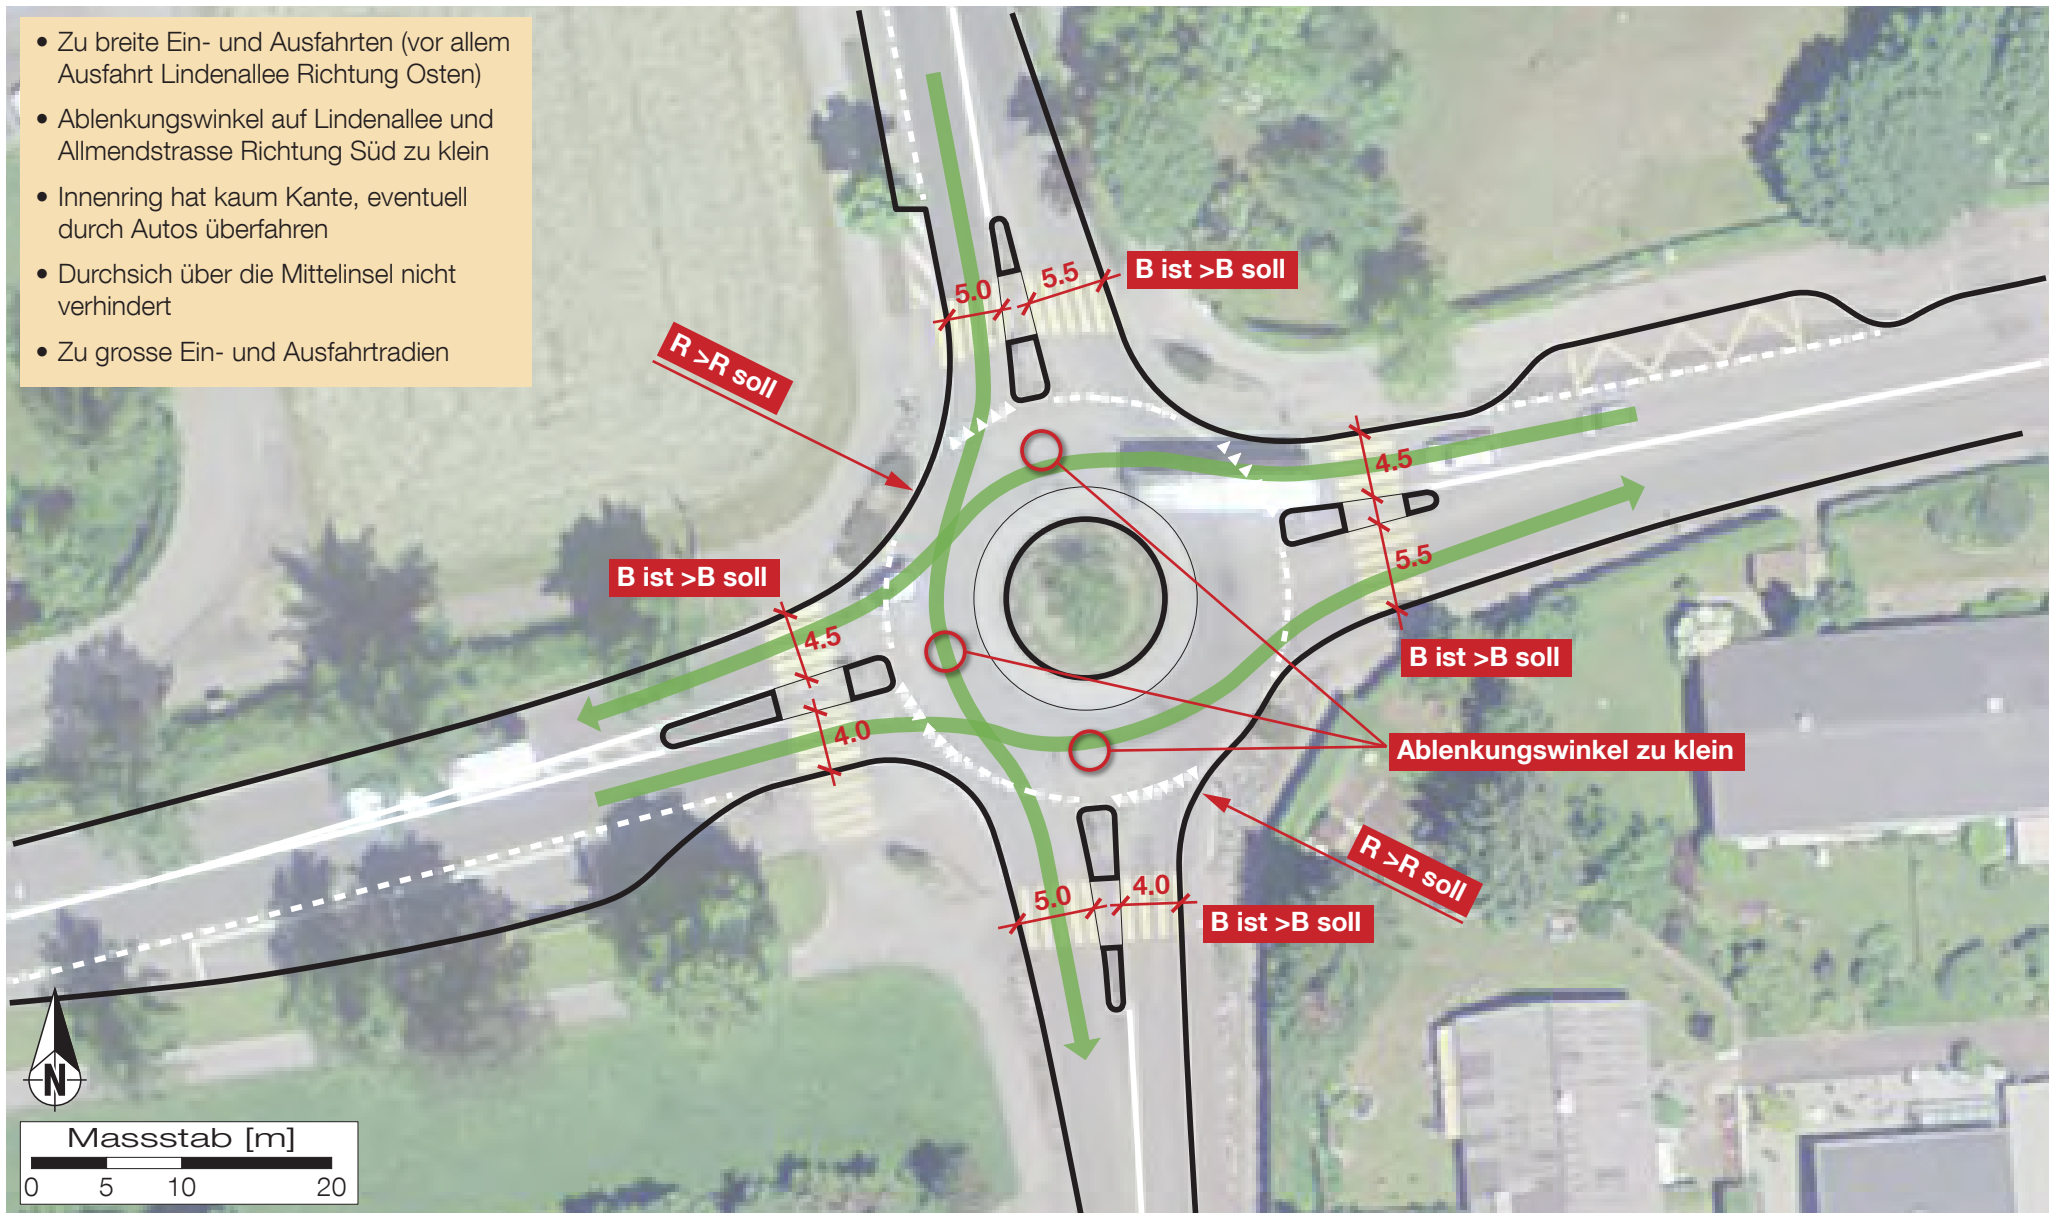 • Zu breite Ein- und Ausfahrten (vor allem
Ausfahrt Lindenallee Richtung Osten)
• Ablenkungswinkel auf Lindenallee und
Allmendstrasse Richtung Süd zu klein
• Innenring hat kaum Kante, eventuell
durch Autos überfahren
• Durchsich über die Mittelinsel nicht
verhindert
• Zu grosse Ein- und Ausfahrtradien
5.0
5.5
B ist >B soll
R >R soll
4.5
5.5
B ist >B soll
B ist >B soll
4.5
4.0
Ablenkungswinkel zu klein
R >R soll
5.0
4.0
B ist >B soll
N
Massstab [m]
0 5 10 20